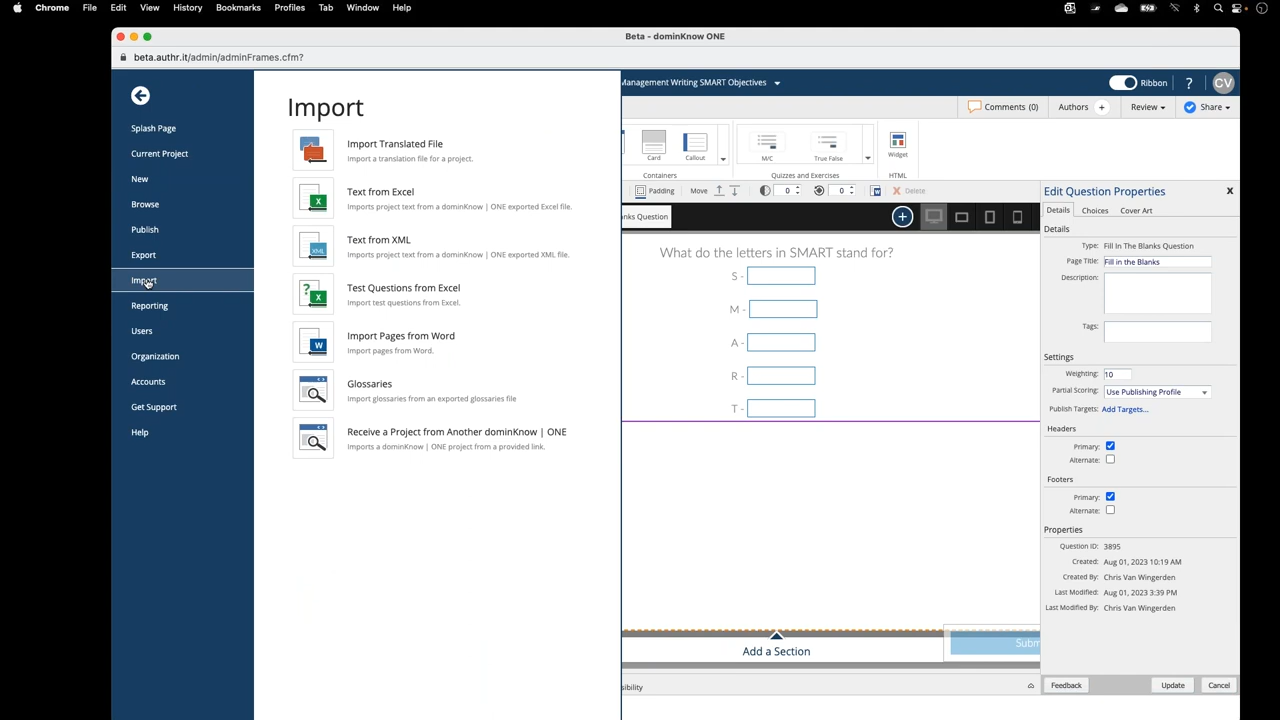 Chrome File Edit View History Bookmarks Profiles Tab Window Help
Beta - dominKnow ONE
beta.authr.it/admin/adminFrames.cfm?
Splash Page
Current Project
New
Browse
Publish
Export
Import
Reporting
Users
Organization
Accounts
Get Support
Help
Import
Import Translated File
Import a translation file for a project.
Text from Excel
Imports project text from a dominKnow | ONE exported Excel file.
Text from XML
Imports project text from a dominKnow | ONE exported XML file.
Test Questions from Excel
Import test questions from Excel.
Import Pages from Word
Import pages from Word.
Glossaries
Import glossaries from an exported glossaries file
Receive a Project from Another dominKnow | ONE
Imports a dominKnow | ONE project from a provided link.
Management Writing SMART Objectives
Ribbon ? CV
Comments (0) Authors + Review Share
Card Callout M/C True False Widget
Containers Quizzes and Exercises HTML
Padding Move 0 0 Delete
nks Question
What do the letters in SMART stand for?
S -
M -
A -
R -
T -
Add a Section
Subm
sibility
Edit Question Properties X
Details Choices Cover Art
Details
Type: Fill In The Blanks Question
Page Title: Fill in the Blanks
Description:
Tags:
Settings
Weighting: 10
Partial Scoring: Use Publishing Profile
Publish Targets: Add Targets...
Headers
Primary:
Alternate:
Footers
Primary:
Alternate:
Properties
Question ID: 3895
Created: Aug 01, 2023 10:19 AM
Created By: Chris Van Wingerden
Last Modified: Aug 01, 2023 3:39 PM
Last Modified By: Chris Van Wingerden
Feedback Update Cancel